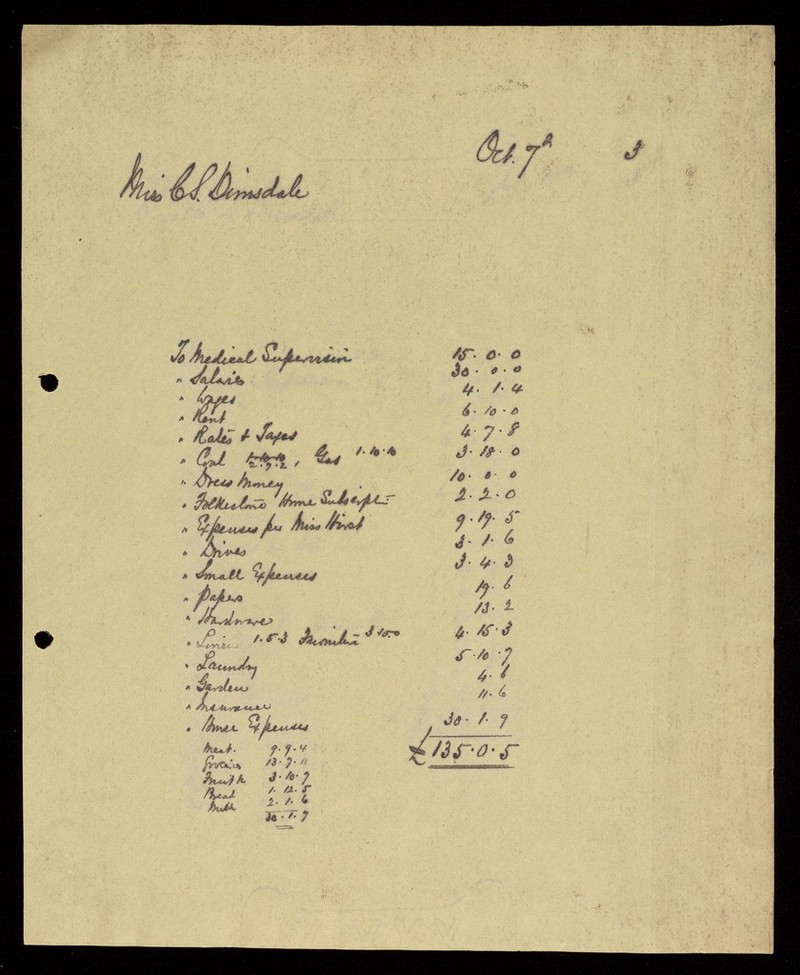 Oct. 7th 3
Miss C S. Dimsdale
To Medical Supervision 15. 0. 0
" Salaries 30. 0. 0
" Wages 4. 1. 4
" Rent 6. 10. 0
" Rates & Taxes 4. 7. 8
" Coal 2.7.2, Gas 1.10.10 3. 18. 0
" Dress Money 10. 0. 0
" Folkestone Home Subscript- 2. 2. 0
" Expenses per Miss Hirst 9. 19. 5
" Drives 3. 1. 6
" Small Expenses 3. 4. 3
" Papers 19. 6
" Hardware 13. 2
" Linen 1.5.3 Furniture 3 10.0 4. 15. 3
" Laundry 5. 10. 7
" Garden 4. 6
" Insurance 11. 6
" House Expenses 30. 1. 9
£135. 0. 5
Meat. 9. 9. 4
Groceries 13. 7. 11
Fruit &c 3. 10. 7
Bread 1. 12. 5
Milk 2. 1. 6
30. 1. 9